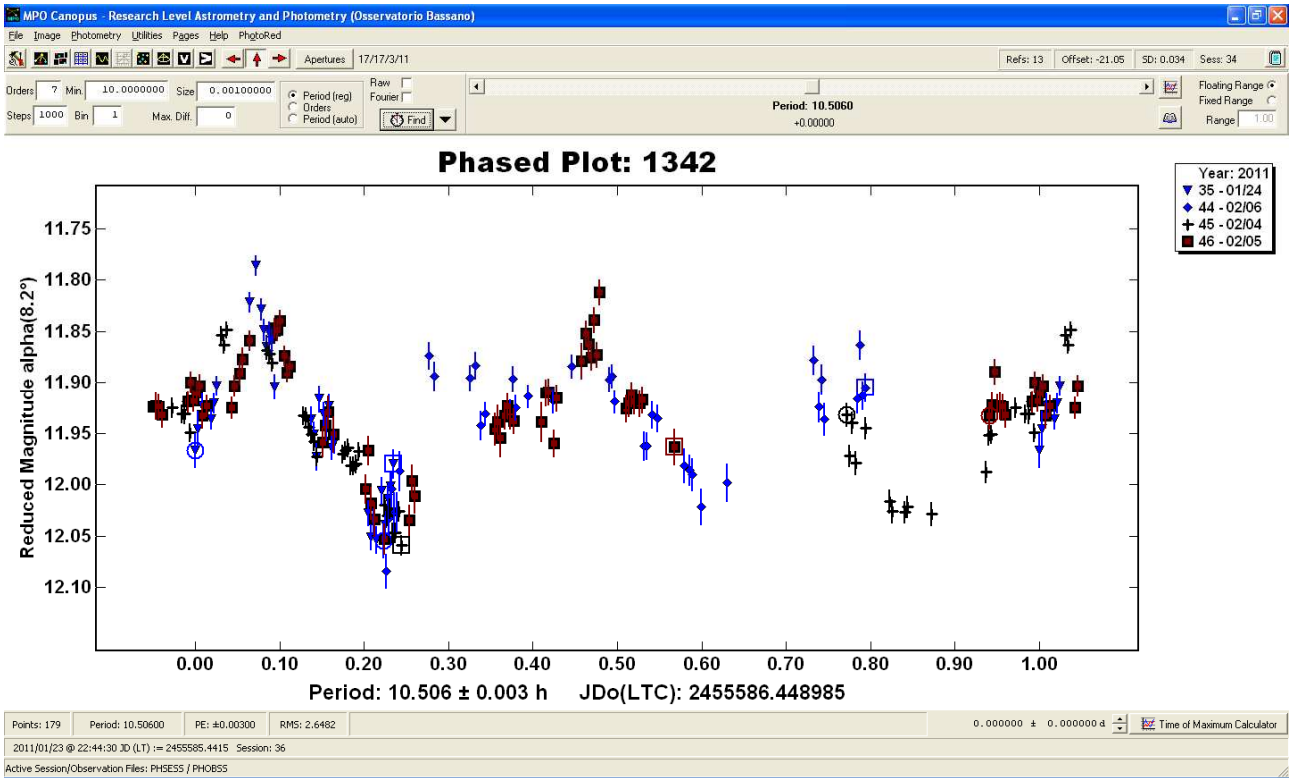 MPO Canopus - Research Level Astrometry and Photometry (Osservatorio Bassano)
File Image Photometry Utilities Pages Help PhotoRed
Apertures 17/17/3/11 Refs: 13 Offset: -21.05 SD: 0.034 Sess: 34
Orders 7 Min. 10.0000000 Size 0.00100000
Steps 1000 Bin 1 Max. Diff. 0
Period (reg)
Orders
Period (auto)
Raw
Fourier
Find
Period: 10.5060
+0.00000
Floating Range
Fixed Range
Range 1.00
Phased Plot: 1342
Year: 2011
35 - 01/24
44 - 02/06
45 - 02/04
46 - 02/05
Reduced Magnitude alpha(8.2°)
11.75
11.80
11.85
11.90
11.95
12.00
12.05
12.10
0.00 0.10 0.20 0.30 0.40 0.50 0.60 0.70 0.80 0.90 1.00
Period: 10.506 ± 0.003 h JDo(LTC): 2455586.448985
Points: 179 Period: 10.50600 PE: ±0.00300 RMS: 2.6482 0.000000 ± 0.000000 d Time of Maximum Calculator
2011/01/23 @ 22:44:30 JD (LT) := 2455585.4415 Session: 36
Active Session/Observation Files: PHSESS / PHOBSS